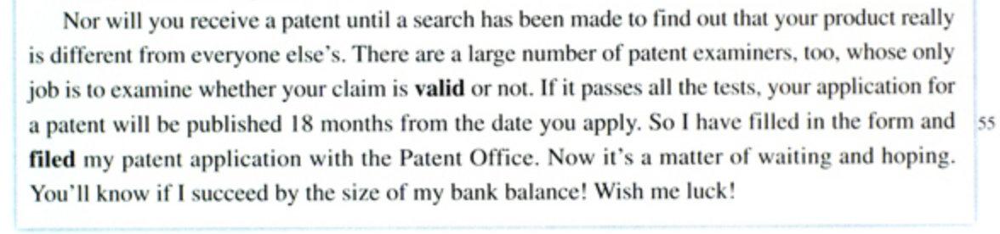 Nor will you receive a patent until a search has been made to find out that your product really
is different from everyone else's. There are a large number of patent examiners, too, whose only
job is to examine whether your claim is valid or not. If it passes all the tests, your application for
a patent will be published 18 months from the date you apply. So I have filled in the form and 55
filed my patent application with the Patent Office. Now it's a matter of waiting and hoping.
You'll know if I succeed by the size of my bank balance! Wish me luck!